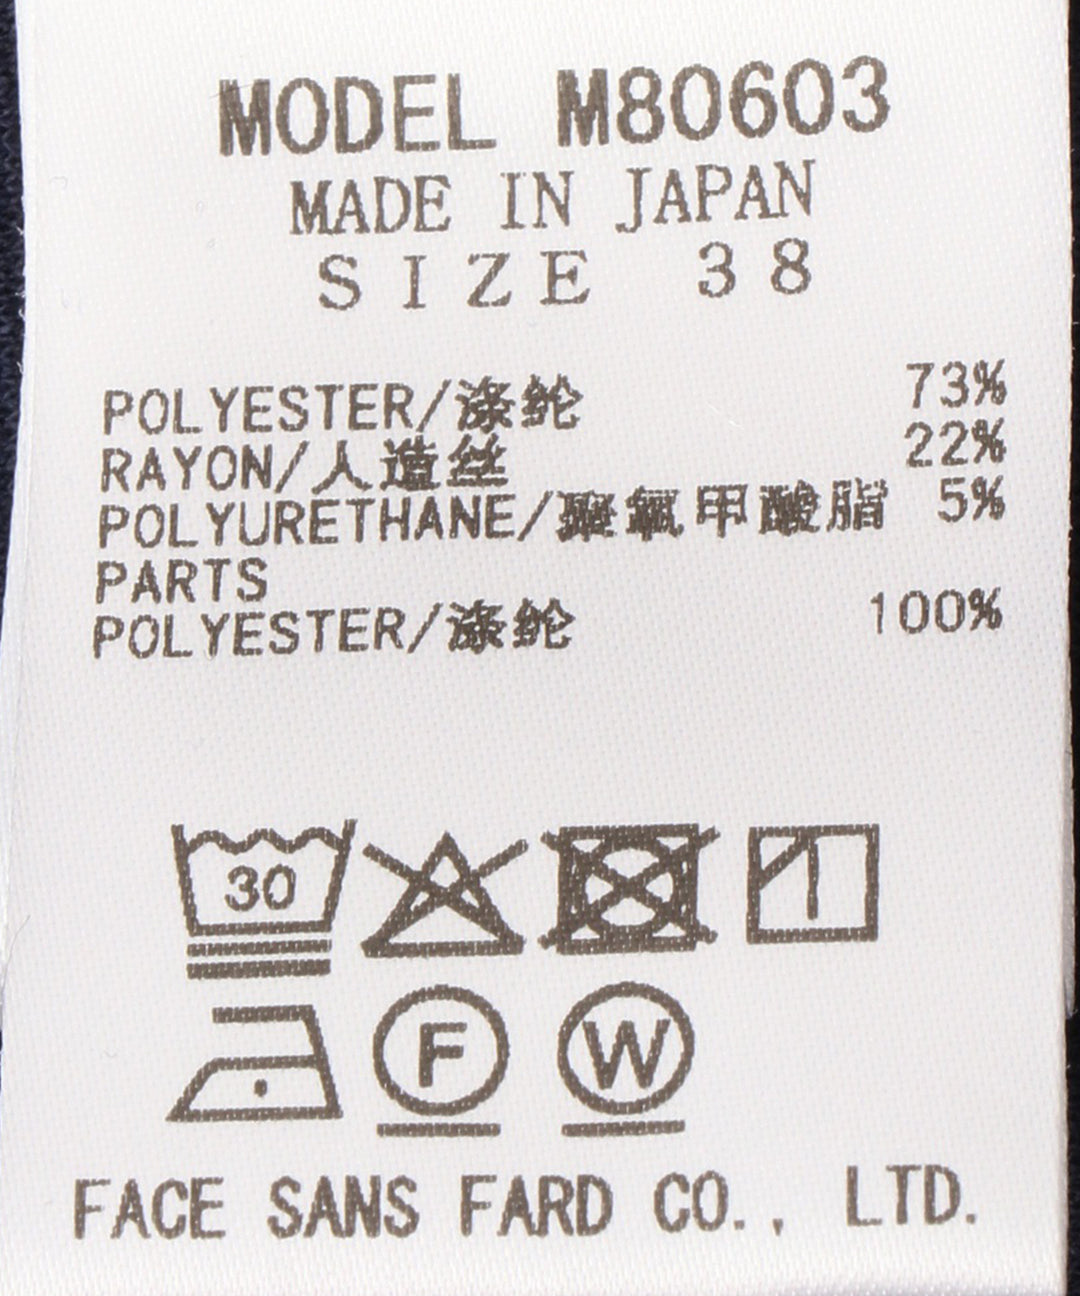 MODEL M80603
MADE IN JAPAN
SIZE 38
POLYESTER/涤纶 73%
RAYON/人造丝 22%
POLYURETHANE/聚氨甲酸脂 5%
PARTS
POLYESTER/涤纶 100%
30
F W
FACE SANS FARD CO., LTD.